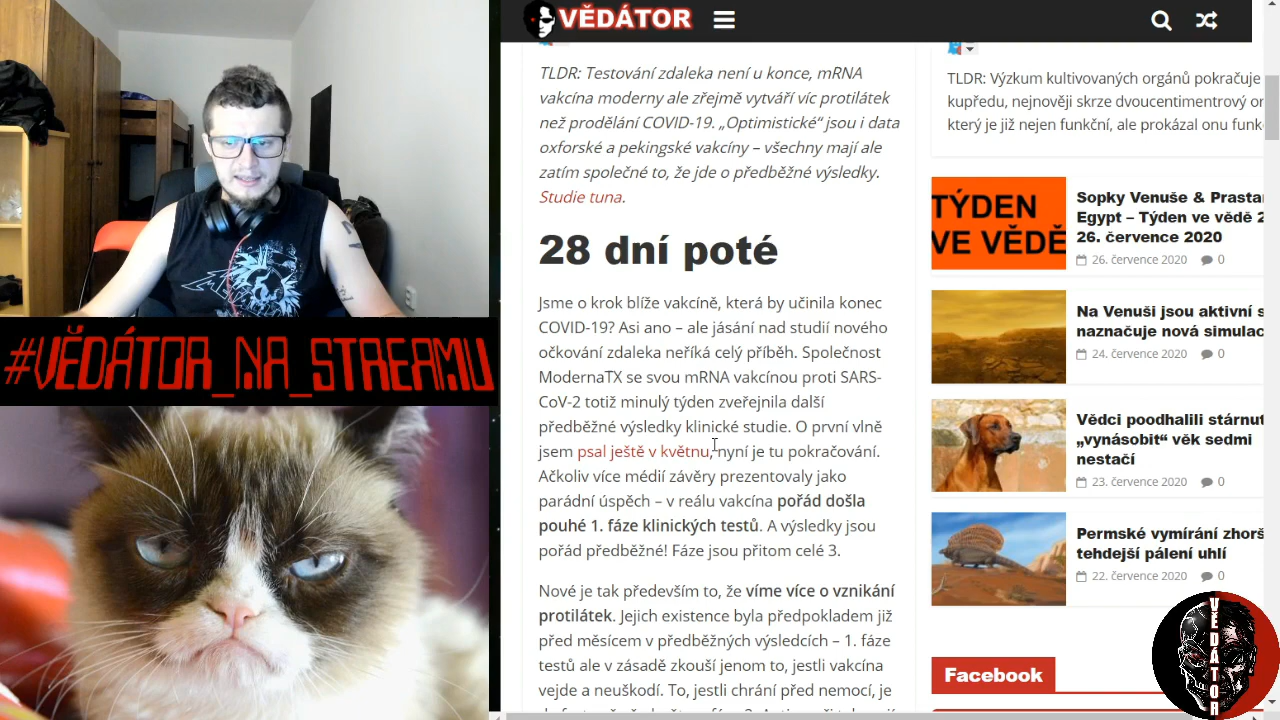 VĚDÁTOR
TLDR: Testování zdaleka není u konce, mRNA
vakcína moderny ale zřejmě vytváří víc protilátek
než prodělání COVID-19. „Optimistické“ jsou i data
oxforské a pekingské vakcíny – všechny mají ale
zatím společné to, že jde o předběžné výsledky.
Studie tuna.
28 dní poté
Jsme o krok blíže vakcíně, která by učinila konec
COVID-19? Asi ano – ale jásání nad studií nového
očkování zdaleka neříká celý příběh. Společnost
ModernaTX se svou mRNA vakcínou proti SARS-
CoV-2 totiž minulý týden zveřejnila další
předběžné výsledky klinické studie. O první vlně
jsem psal ještě v květnu, nyní je tu pokračování.
Ačkoliv více médií závěry prezentovaly jako
parádní úspěch – v reálu vakcína pořád došla
pouhé 1. fáze klinických testů. A výsledky jsou
pořád předběžné! Fáze jsou přitom celé 3.
Nové je tak především to, že víme více o vznikání
protilátek. Jejich existence byla předpokladem již
před měsícem v předběžných výsledcích – 1. fáze
testů ale v zásadě zkouší jenom to, jestli vakcína
vejde a neuškodí. To, jestli chrání před nemocí, je
TLDR: Výzkum kultivovaných orgánů pokračuje
kupředu, nejnověji skrze dvoucentimetrový or
který je již nejen funkční, ale prokázal onu funk
TÝDEN
VE VĚDĚ
Sopky Venuše & Prastar
Egypt – Týden ve vědě 2
26. července 2020
26. července 2020 0
Na Venuši jsou aktivní s
naznačuje nová simulac
24. července 2020 0
Vědci poodhalili stárnut
„vynásobit“ věk sedmi
nestačí
23. července 2020 0
Permské vymírání zhorš
tehdejší pálení uhlí
22. července 2020 0
Facebook
#VĚDÁTOR_NA_STREAMU
VĚDÁTOR